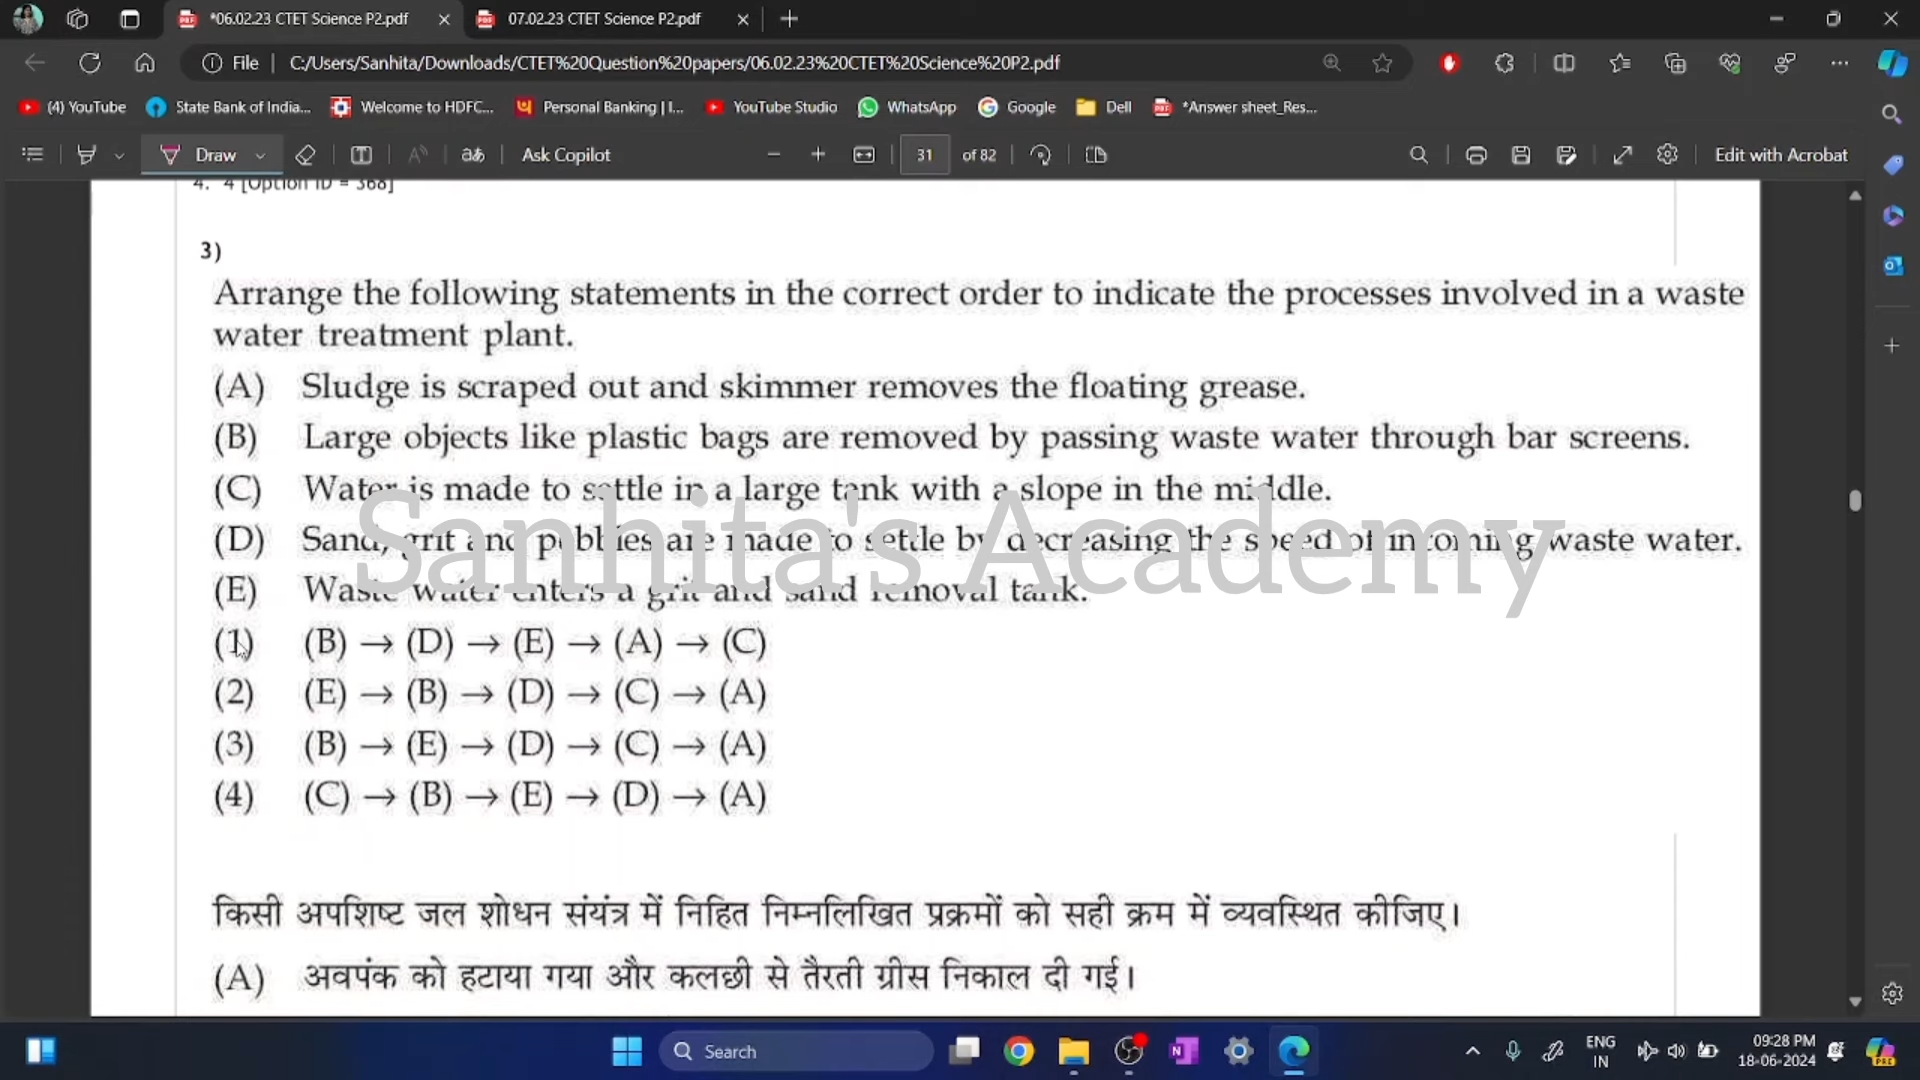 *06.02.23 CTET Science P2.pdf
07.02.23 CTET Science P2.pdf
File
C:/Users/Sanhita/Downloads/CTET%20Question%20papers/06.02.23%20CTET%20Science%20P2.pdf
(4) YouTube
State Bank of India...
Welcome to HDFC...
Personal Banking | I...
YouTube Studio
WhatsApp
Google
Dell
*Answer sheet_Res...
Draw
Ask Copilot
31 of 82
Edit with Acrobat
4. 4 [Option ID = 368]
3)
Arrange the following statements in the correct order to indicate the processes involved in a waste
water treatment plant.
(A) Sludge is scraped out and skimmer removes the floating grease.
(B) Large objects like plastic bags are removed by passing waste water through bar screens.
(C) Water is made to settle in a large tank with a slope in the middle.
(D) Sand, grit and pebbles are made to settle by decreasing the speed of incoming waste water.
Sanhita's Academy
(E) Waste water enters a grit and sand removal tank.
(1) (B) → (D) → (E) → (A) → (C)
(2) (E) → (B) → (D) → (C) → (A)
(3) (B) → (E) → (D) → (C) → (A)
(4) (C) → (B) → (E) → (D) → (A)
किसी अपशिष्ट जल शोधन संयंत्र में निहित निम्नलिखित प्रक्रमों को सही क्रम में व्यवस्थित कीजिए।
(A) अवपंक को हटाया गया और कलछी से तैरती ग्रीस निकाल दी गई।
Search
ENG
IN
09:28 PM
18-06-2024